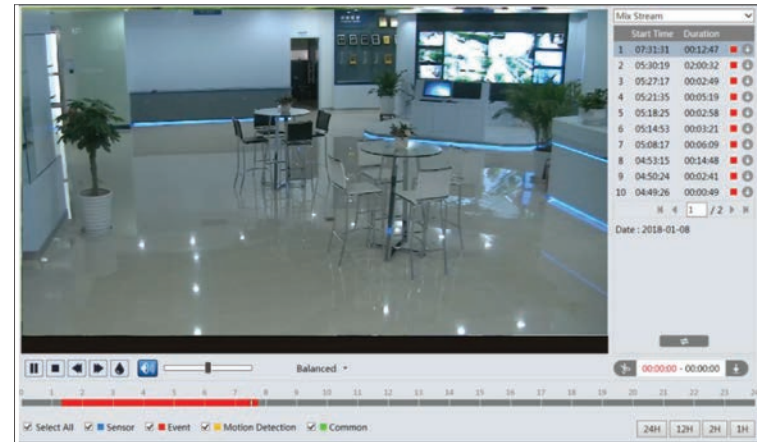 Mix Stream
Start Time Duration
1 07:31:31 00:12:47
2 05:30:19 02:00:32
3 05:27:17 00:02:49
4 05:21:35 00:05:19
5 05:18:25 00:02:58
6 05:14:53 00:03:21
7 05:08:17 00:06:09
8 04:53:15 00:14:48
9 04:50:24 00:02:41
10 04:49:26 00:00:49
1 / 2
Date : 2018-01-08
Balanced
00:00:00 - 00:00:00
0 1 2 3 4 5 6 7 8 9 10 11 12 13 14 15 16 17 18 19 20 21 22 23 24
Select All Sensor Event Motion Detection Common
24H 12H 2H 1H